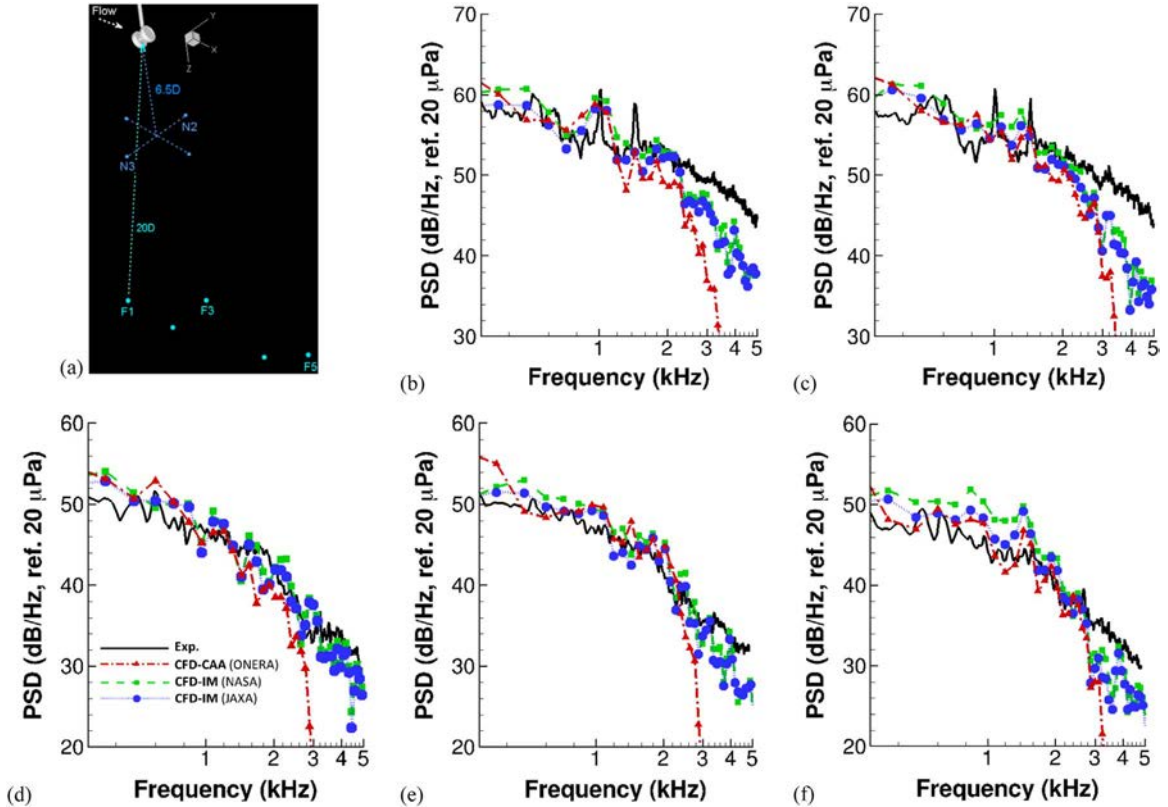 Flow
Y
X
Z
6.5D
N2
N3
20D
F1
F3
F5
(a)
70
60
50
40
30
PSD (dB/Hz, ref. 20 µPa)
1
2
3
4
5
Frequency (kHz)
(b)
70
60
50
40
30
PSD (dB/Hz, ref. 20 µPa)
1
2
3
4
5
Frequency (kHz)
(c)
60
50
40
30
20
PSD (dB/Hz, ref. 20 µPa)
Exp.
CFD-CAA (ONERA)
CFD-IM (NASA)
CFD-IM (JAXA)
1
2
3
4
5
Frequency (kHz)
(d)
60
50
40
30
20
PSD (dB/Hz, ref. 20 µPa)
1
2
3
4
5
Frequency (kHz)
(e)
60
50
40
30
20
PSD (dB/Hz, ref. 20 µPa)
1
2
3
4
5
Frequency (kHz)
(f)